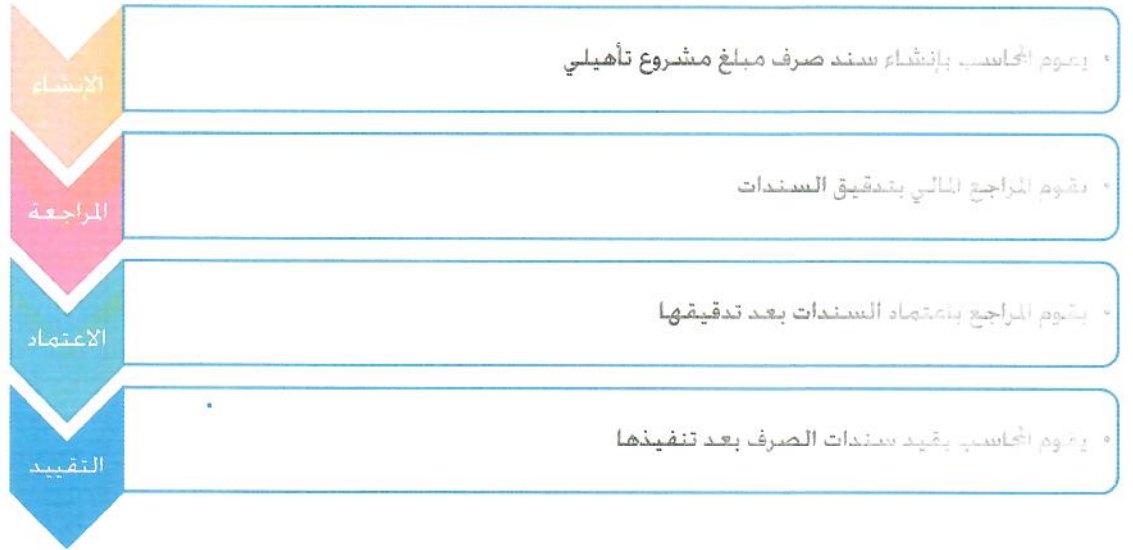 الإنشاء
• يقوم المحاسب بإنشاء سند صرف مبلغ مشروع تأهيلي
المراجعة
• يقوم المراجع المالي بتدقيق السندات
الاعتماد
• يقوم المراجع باعتماد السندات بعد تدقيقها
التقييد
• يقوم المحاسب بقيد سندات الصرف بعد تنفيذها